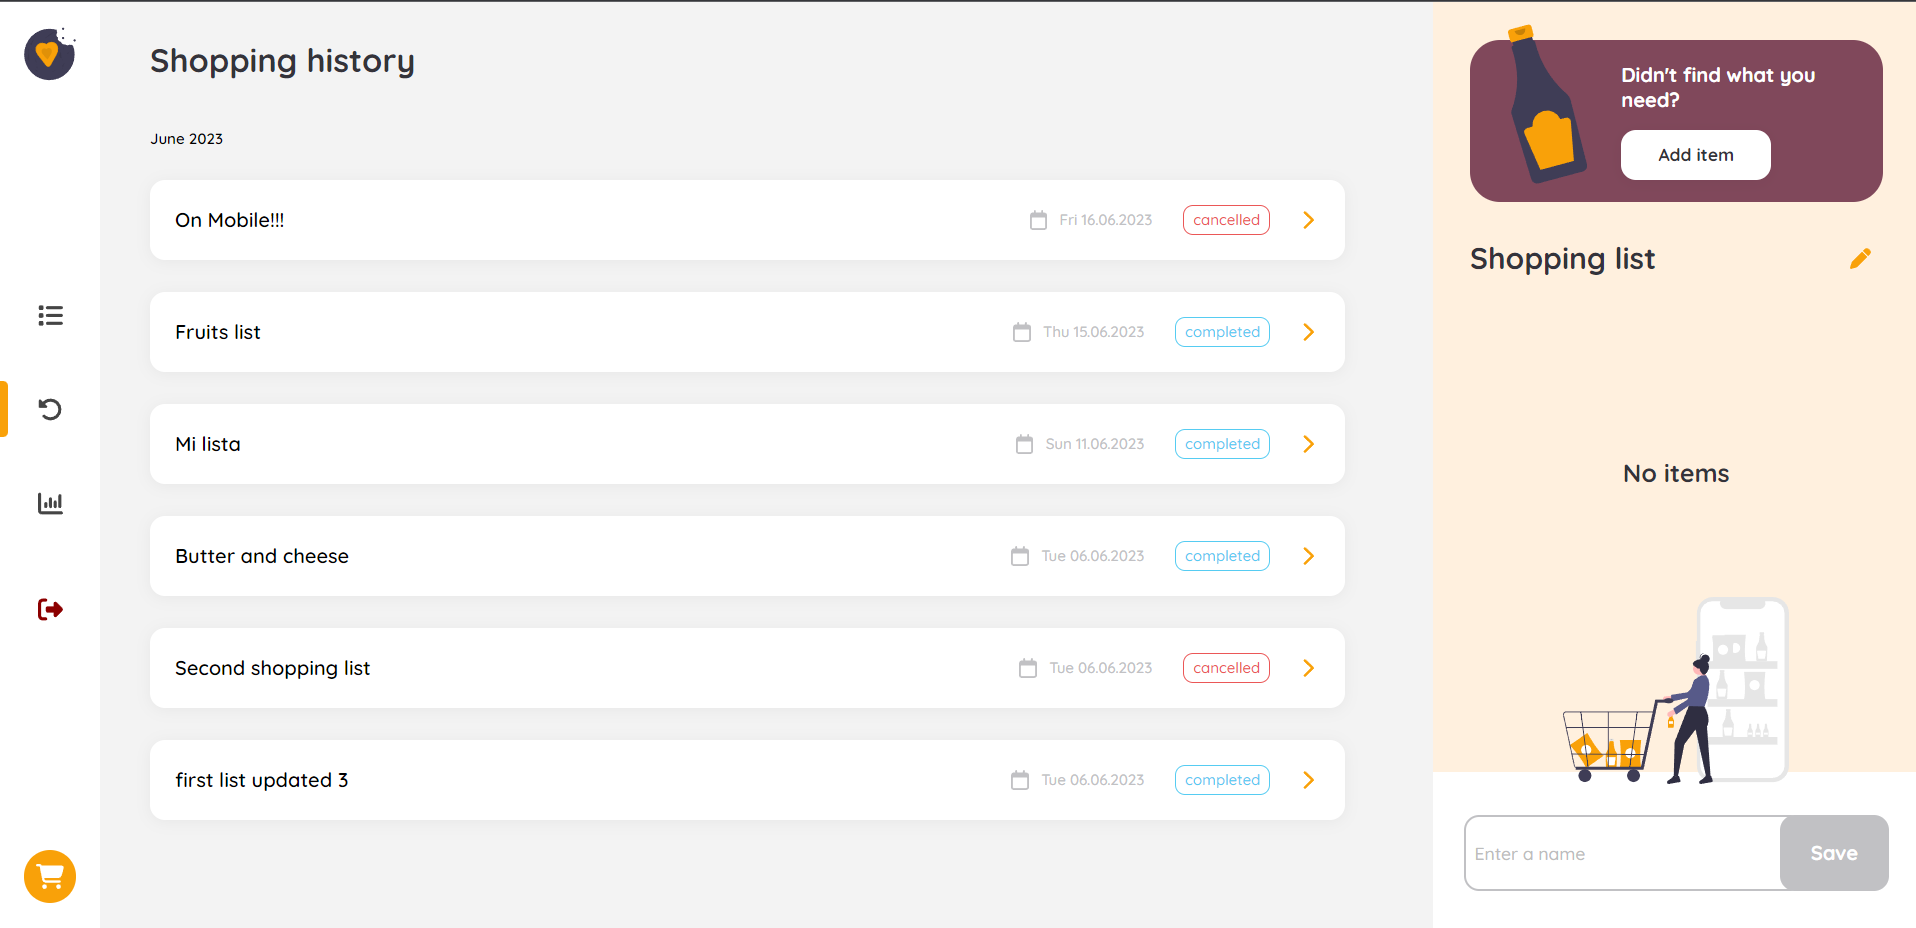 Shopping history
June 2023
On Mobile!!!
Fri 16.06.2023
cancelled
Fruits list
Thu 15.06.2023
completed
Mi lista
Sun 11.06.2023
completed
Butter and cheese
Tue 06.06.2023
completed
Second shopping list
Tue 06.06.2023
cancelled
first list updated 3
Tue 06.06.2023
completed
Didn't find what you
need?
Add item
Shopping list
No items
Enter a name
Save